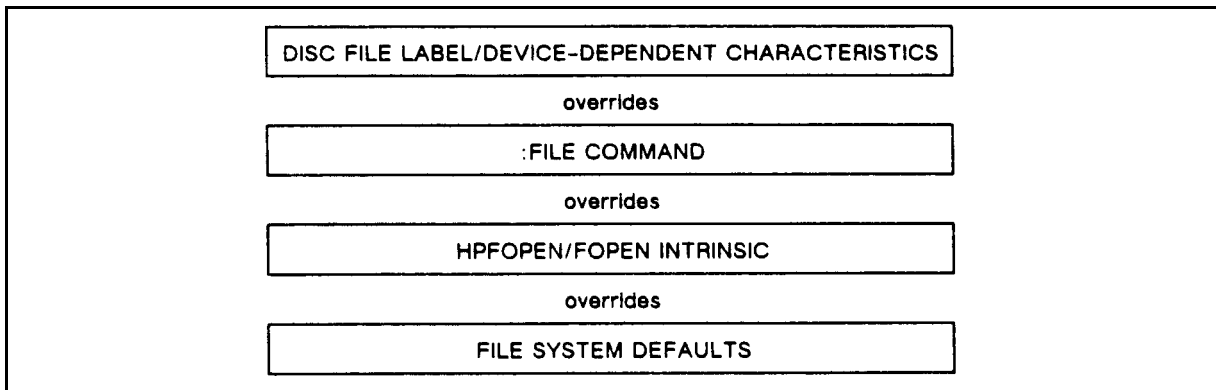 DISC FILE LABEL/DEVICE-DEPENDENT CHARACTERISTICS
overrides
:FILE COMMAND
overrides
HPFOPEN/FOPEN INTRINSIC
overrides
FILE SYSTEM DEFAULTS